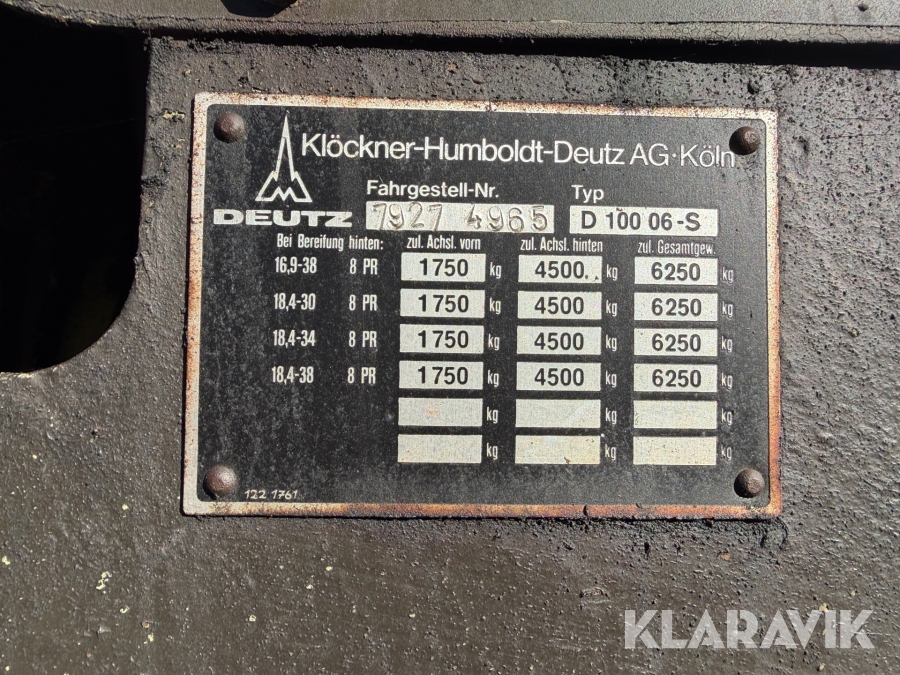 Klöckner-Humboldt-Deutz AG·Köln
Fahrgestell-Nr. Typ
DEUTZ 7927 4965 D 100 06-S
Bei Bereifung hinten: zul. Achsl. vorn zul. Achsl. hinten zul. Gesamtgew.
16,9-38 8 PR 1750 kg 4500 kg 6250 kg
18,4-30 8 PR 1750 kg 4500 kg 6250 kg
18,4-34 8 PR 1750 kg 4500 kg 6250 kg
18,4-38 8 PR 1750 kg 4500 kg 6250 kg
kg kg kg
kg kg kg
122 1761
KLARAVIK